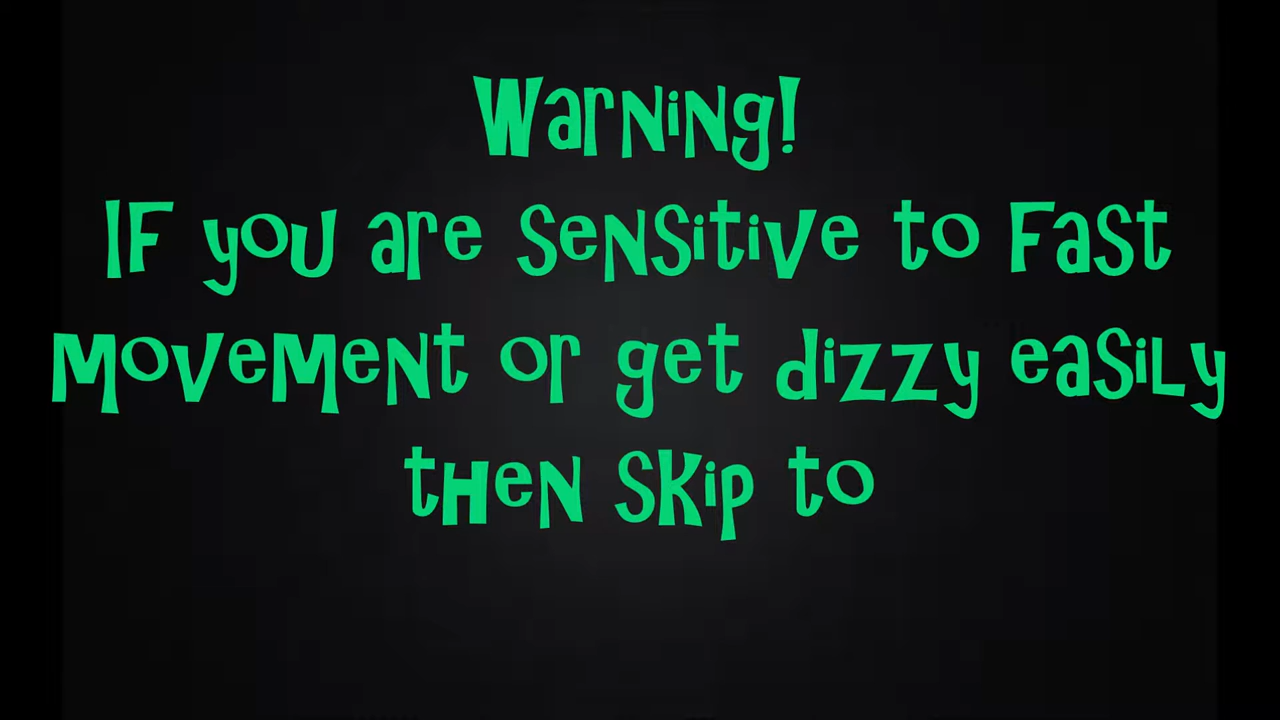 Warning!
If you are sensitive to fast
movement or get dizzy easily
then skip to